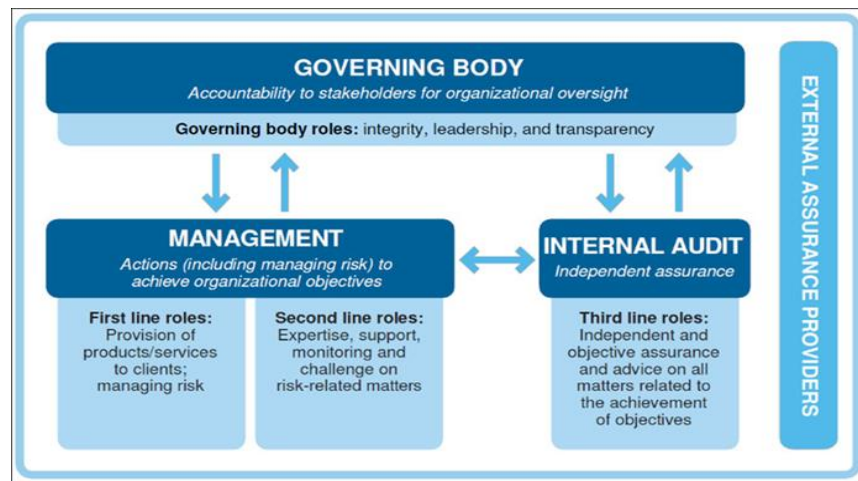 GOVERNING BODY
Accountability to stakeholders for organizational oversight
Governing body roles: integrity, leadership, and transparency
MANAGEMENT
Actions (including managing risk) to
achieve organizational objectives
First line roles:
Provision of
products/services
to clients;
managing risk
Second line roles:
Expertise, support,
monitoring and
challenge on
risk-related matters
INTERNAL AUDIT
Independent assurance
Third line roles:
Independent and
objective assurance
and advice on all
matters related to
the achievement
of objectives
EXTERNAL ASSURANCE PROVIDERS